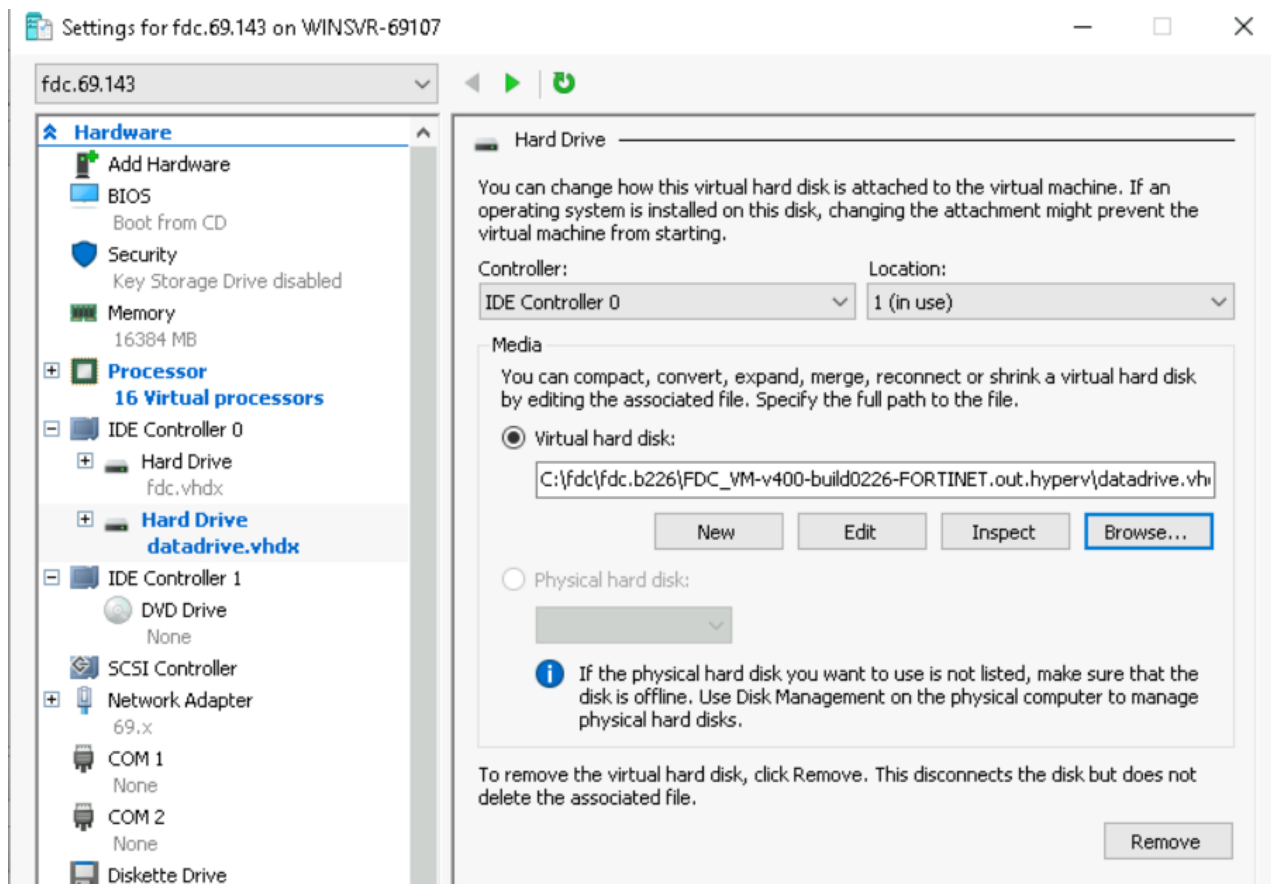 Settings for fdc.69.143 on WINSVR-69107
fdc.69.143
Hardware
Add Hardware
BIOS
Boot from CD
Security
Key Storage Drive disabled
Memory
16384 MB
Processor
16 Virtual processors
IDE Controller 0
Hard Drive
fdc.vhdx
Hard Drive
datadrive.vhdx
IDE Controller 1
DVD Drive
None
SCSI Controller
Network Adapter
69.x
COM 1
None
COM 2
None
Diskette Drive
Hard Drive
You can change how this virtual hard disk is attached to the virtual machine. If an
operating system is installed on this disk, changing the attachment might prevent the
virtual machine from starting.
Controller:
Location:
IDE Controller 0
1 (in use)
Media
You can compact, convert, expand, merge, reconnect or shrink a virtual hard disk
by editing the associated file. Specify the full path to the file.
Virtual hard disk:
C:\fdc\fdc.b226\FDC_VM-v400-build0226-FORTINET.out.hyperv\datadrive.vh
New
Edit
Inspect
Browse...
Physical hard disk:
If the physical hard disk you want to use is not listed, make sure that the
disk is offline. Use Disk Management on the physical computer to manage
physical hard disks.
To remove the virtual hard disk, click Remove. This disconnects the disk but does not
delete the associated file.
Remove